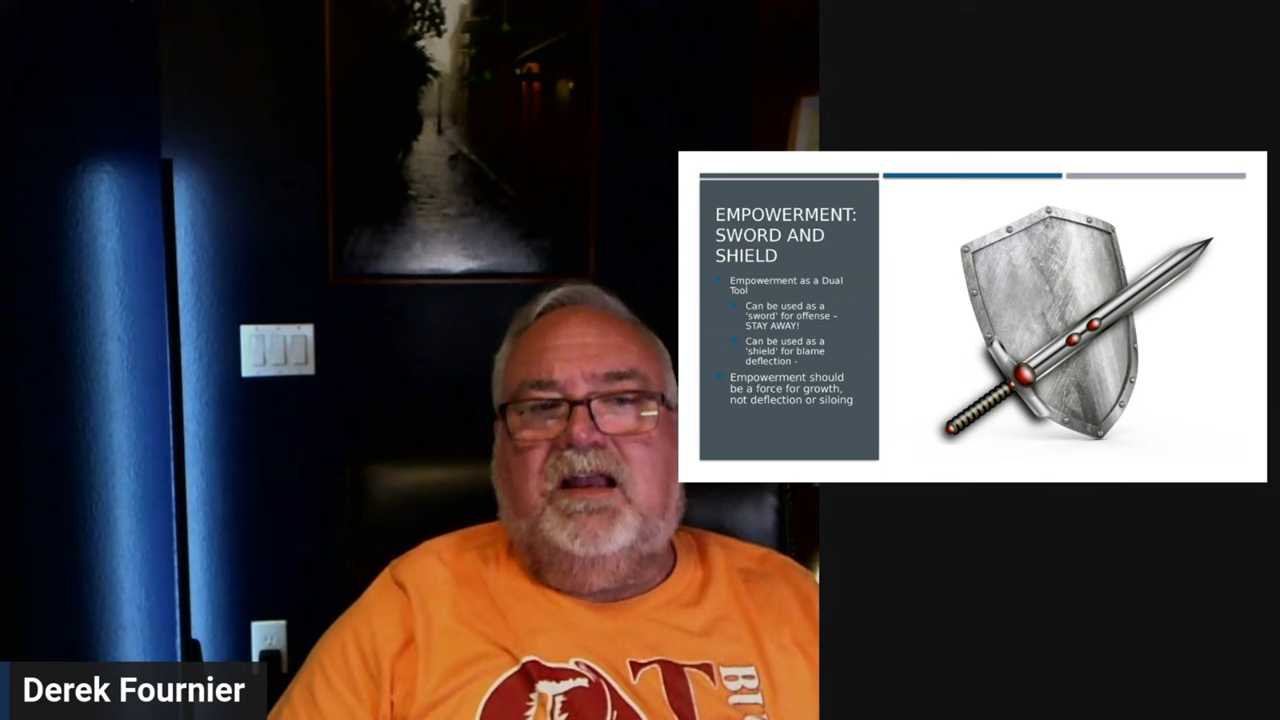 EMPOWERMENT:
SWORD AND
SHIELD
Empowerment as a Dual
Tool
Can be used as a
'sword' for offense –
STAY AWAY!
Can be used as a
'shield' for blame
deflection -
Empowerment should
be a force for growth,
not deflection or siloing
Derek Fournier